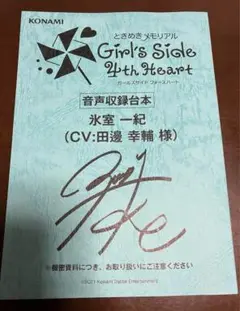 KONAMI
ときめきメモリアル
Girl's Side
4th Heart
ガールズサイド フォースハート
音声収録台本
氷室 一紀
(CV:田邊 幸輔 様)
※機密資料につき、お取り扱いにご注意ください
©2021 Konami Digital Entertainment